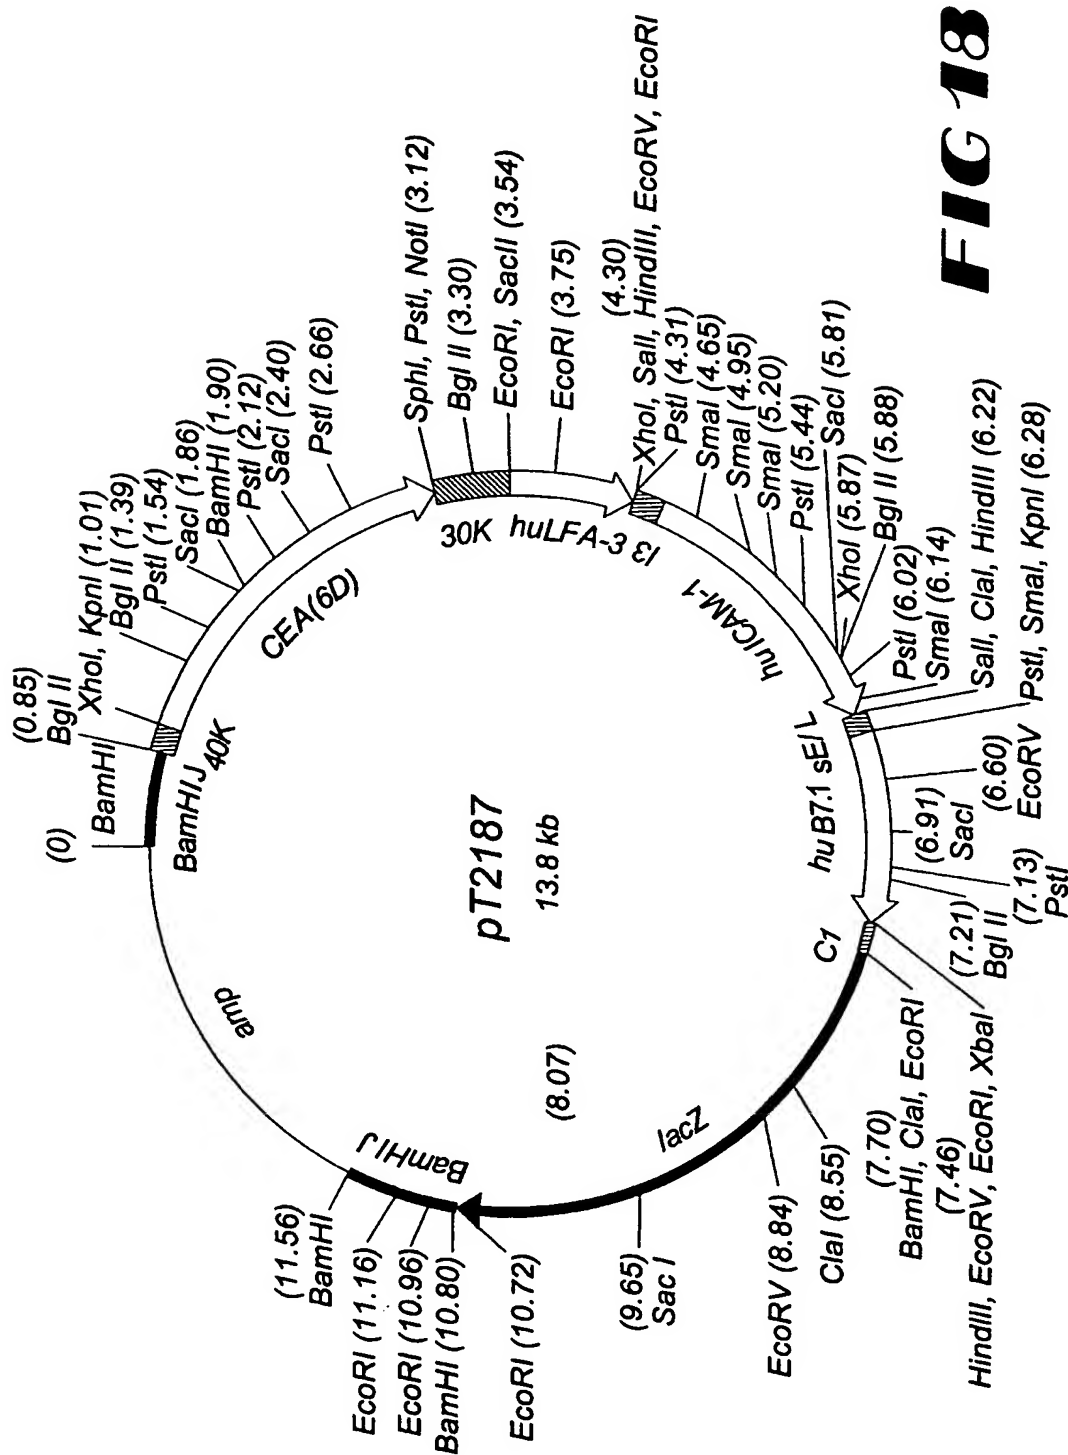 (0)
BamHI
(0.85)
Bgl II
XhoI, KpnI (1.01)
Bgl II (1.39)
PstI (1.54)
SacI (1.86)
BamHI (1.90)
PstI (2.12)
SacI (2.40)
PstI (2.66)
SphI, PstI, NotI (3.12)
Bgl II (3.30)
EcoRI, SacII (3.54)
EcoRI (3.75)
(4.30)
XhoI, SalI, HindIII, EcoRV, EcoRI
PstI (4.31)
SmaI (4.65)
SmaI (4.95)
SmaI (5.20)
PstI (5.44)
SacI (5.81)
XhoI (5.87)
Bgl II (5.88)
PstI (6.02)
SmaI (6.14)
SalI, ClaI, HindIII (6.22)
PstI, SmaI, KpnI (6.28)
(6.60)
EcoRV
(6.91)
SacI
(7.13)
PstI
(7.21)
Bgl II
(7.46)
HindIII, EcoRV, EcoRI, XbaI
(7.70)
BamHI, ClaI, EcoRI
ClaI (8.55)
EcoRV (8.84)
(9.65)
Sac I
EcoRI (10.72)
BamHI (10.80)
EcoRI (10.96)
EcoRI (11.16)
(11.56)
BamHI
BamHIJ
40K
CEA(6D)
30K
huLFA-3
I3
huICAM-1
sE/L
huB7.1
C1
lacZ
(8.07)
BamHIJ
amp
pT2187
13.8 kb
FIG 18